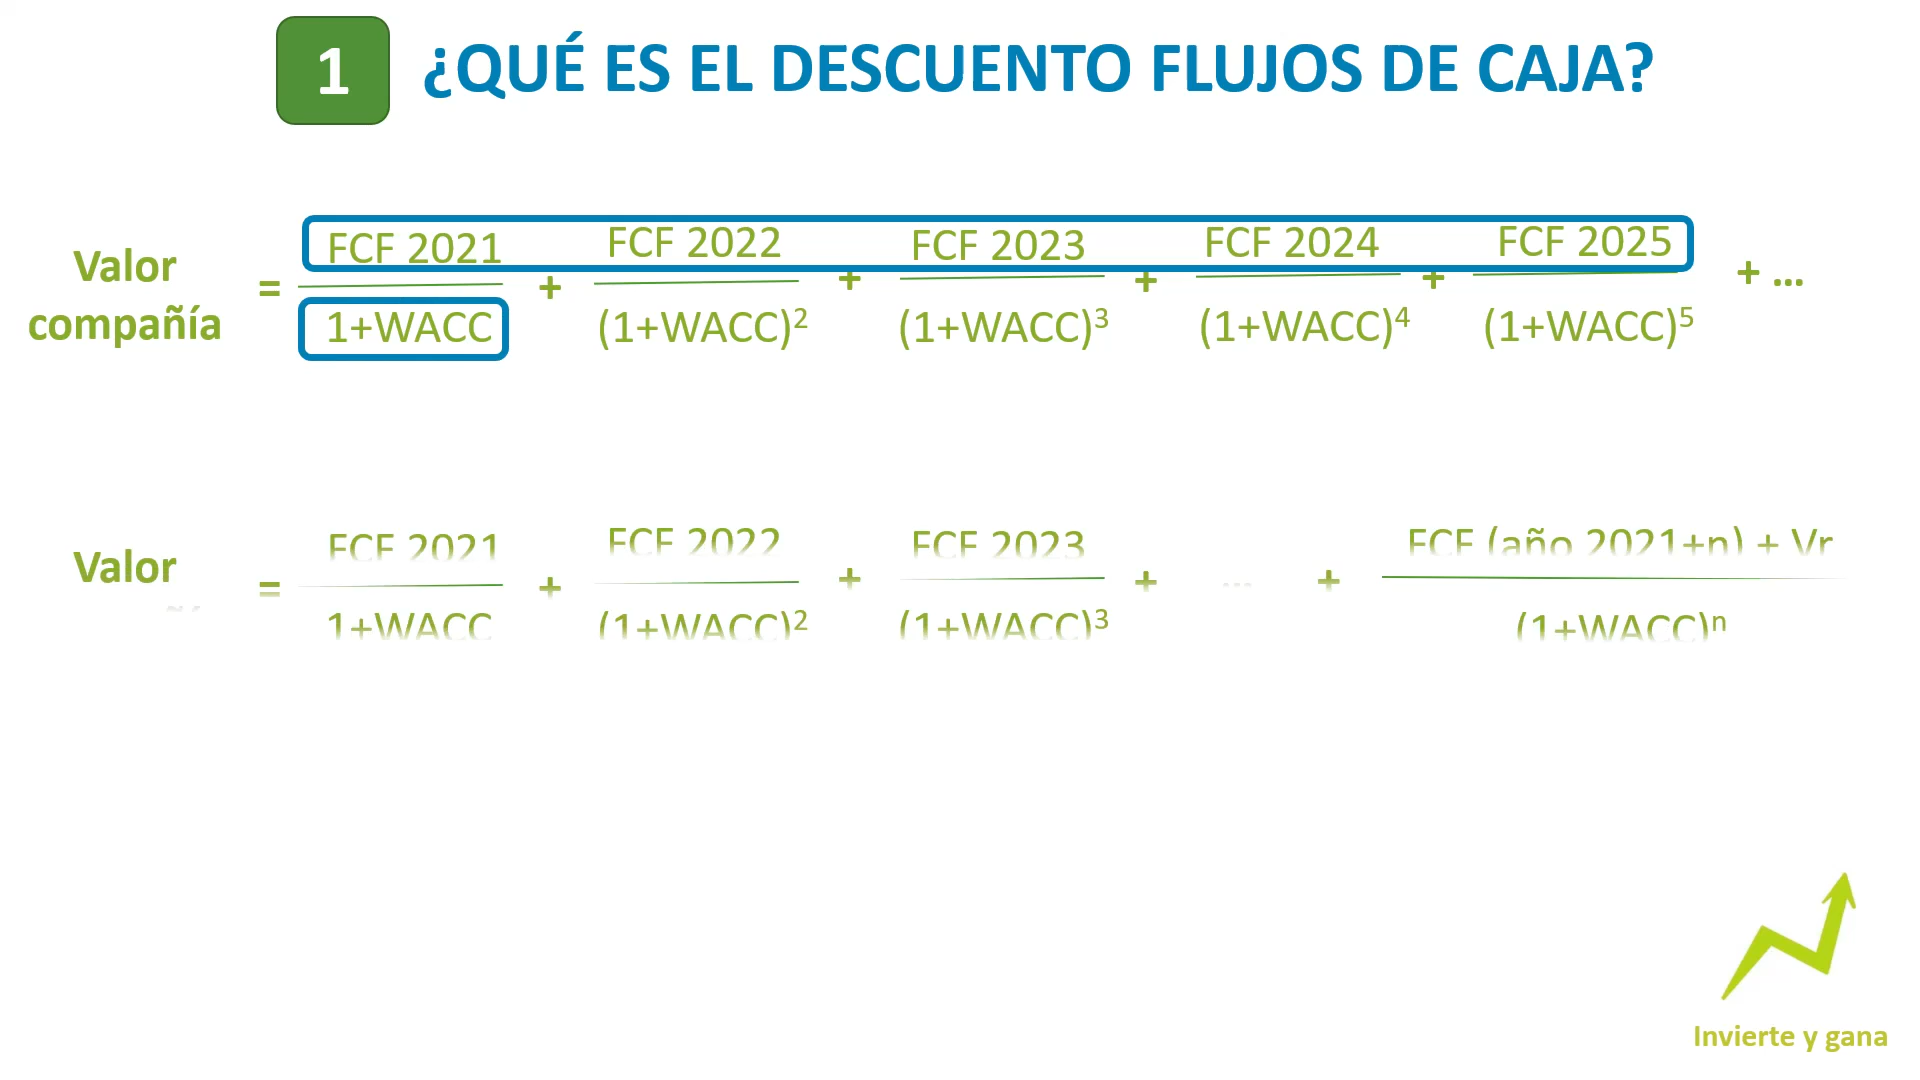 1 ¿QUÉ ES EL DESCUENTO FLUJOS DE CAJA?
FCF 2021 FCF 2022 FCF 2023 FCF 2024 FCF 2025
Valor compañía = + + + + + ...
1+WACC (1+WACC)² (1+WACC)³ (1+WACC)⁴ (1+WACC)⁵
FCF 2021 FCF 2022 FCF 2023 FCF (año 2021+n) + Vr
Valor = + + + ... +
1+WACC (1+WACC)² (1+WACC)³ (1+WACC)ⁿ
Invierte y gana